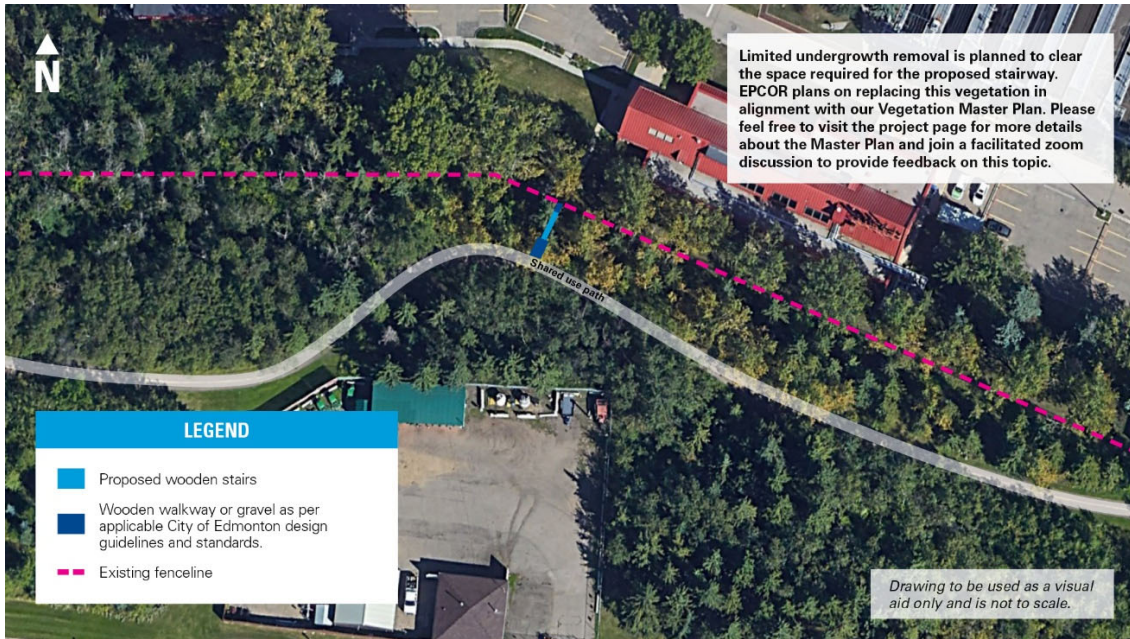 N
Limited undergrowth removal is planned to clear
the space required for the proposed stairway.
EPCOR plans on replacing this vegetation in
alignment with our Vegetation Master Plan. Please
feel free to visit the project page for more details
about the Master Plan and join a facilitated zoom
discussion to provide feedback on this topic.
Shared use path
LEGEND
Proposed wooden stairs
Wooden walkway or gravel as per
applicable City of Edmonton design
guidelines and standards.
Existing fenceline
Drawing to be used as a visual
aid only and is not to scale.